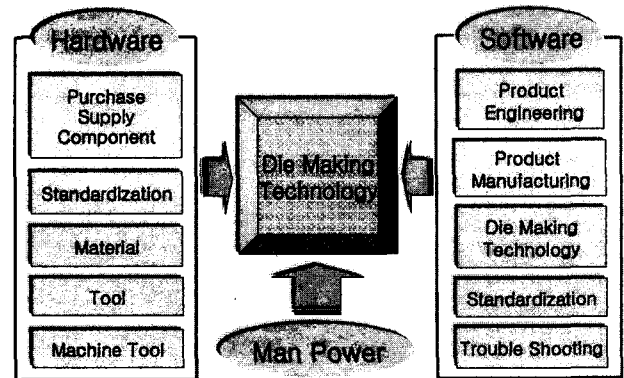 Hardware
Purchase
Supply
Component
Standardization
Material
Tool
Machine Tool
Die Making
Technology
Man Power
Software
Product
Engineering
Product
Manufacturing
Die Making
Technology
Standardization
Trouble Shooting